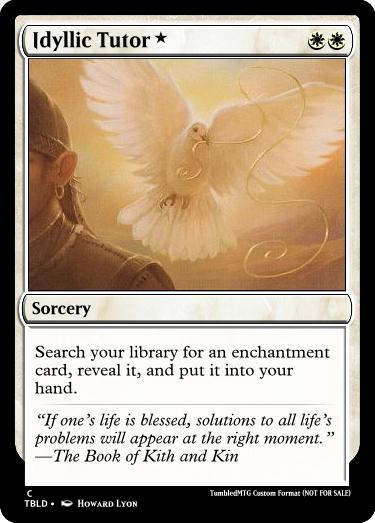 Idyllic Tutor ★
Sorcery
Search your library for an enchantment
card, reveal it, and put it into your
hand.
“If one's life is blessed, solutions to all life's
problems will appear at the right moment.”
—The Book of Kith and Kin
C
TBLD • Howard Lyon
TumbledMTG Custom Format (NOT FOR SALE)